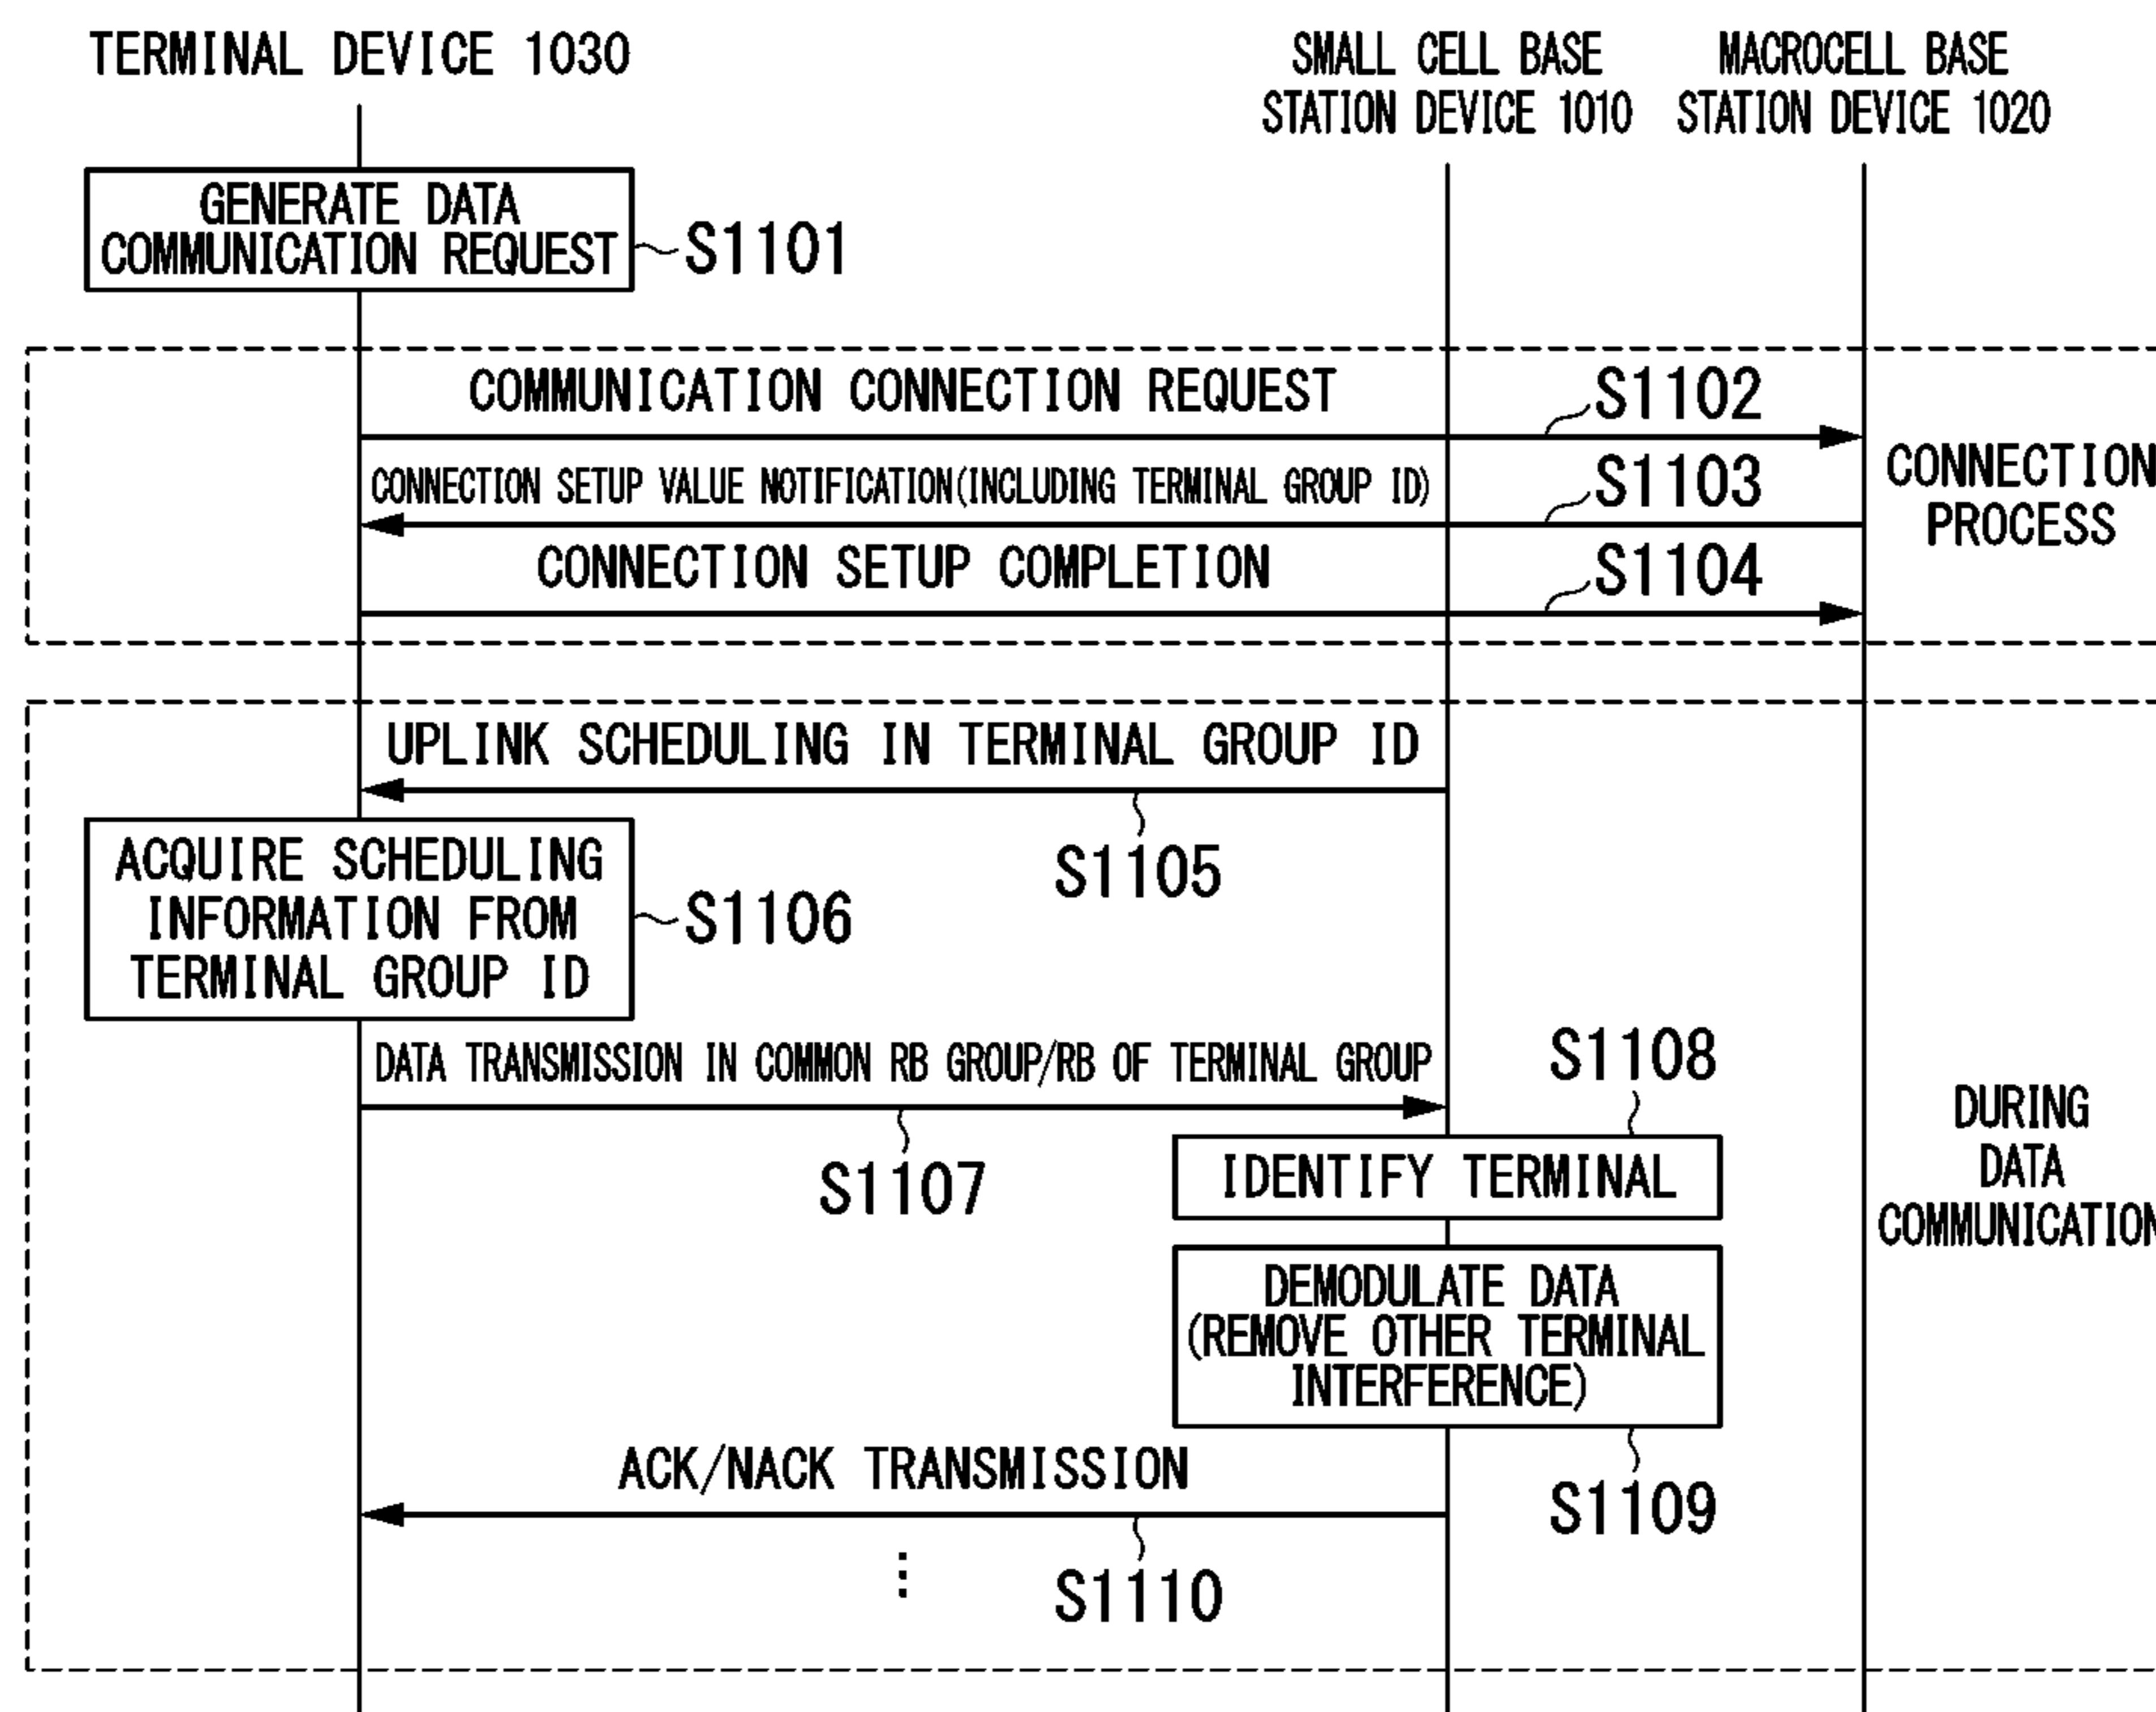 TERMINAL DEVICE 1030
SMALL CELL BASE
STATION DEVICE 1010
MACROCELL BASE
STATION DEVICE 1020
GENERATE DATA
COMMUNICATION REQUEST
S1101
COMMUNICATION CONNECTION REQUEST
S1102
CONNECTION SETUP VALUE NOTIFICATION(INCLUDING TERMINAL GROUP ID)
S1103
CONNECTION SETUP COMPLETION
S1104
CONNECTION
PROCESS
UPLINK SCHEDULING IN TERMINAL GROUP ID
S1105
ACQUIRE SCHEDULING
INFORMATION FROM
TERMINAL GROUP ID
S1106
DATA TRANSMISSION IN COMMON RB GROUP/RB OF TERMINAL GROUP
S1107
S1108
IDENTIFY TERMINAL
DEMODULATE DATA
(REMOVE OTHER TERMINAL
INTERFERENCE)
S1109
DURING
DATA
COMMUNICATION
ACK/NACK TRANSMISSION
S1110